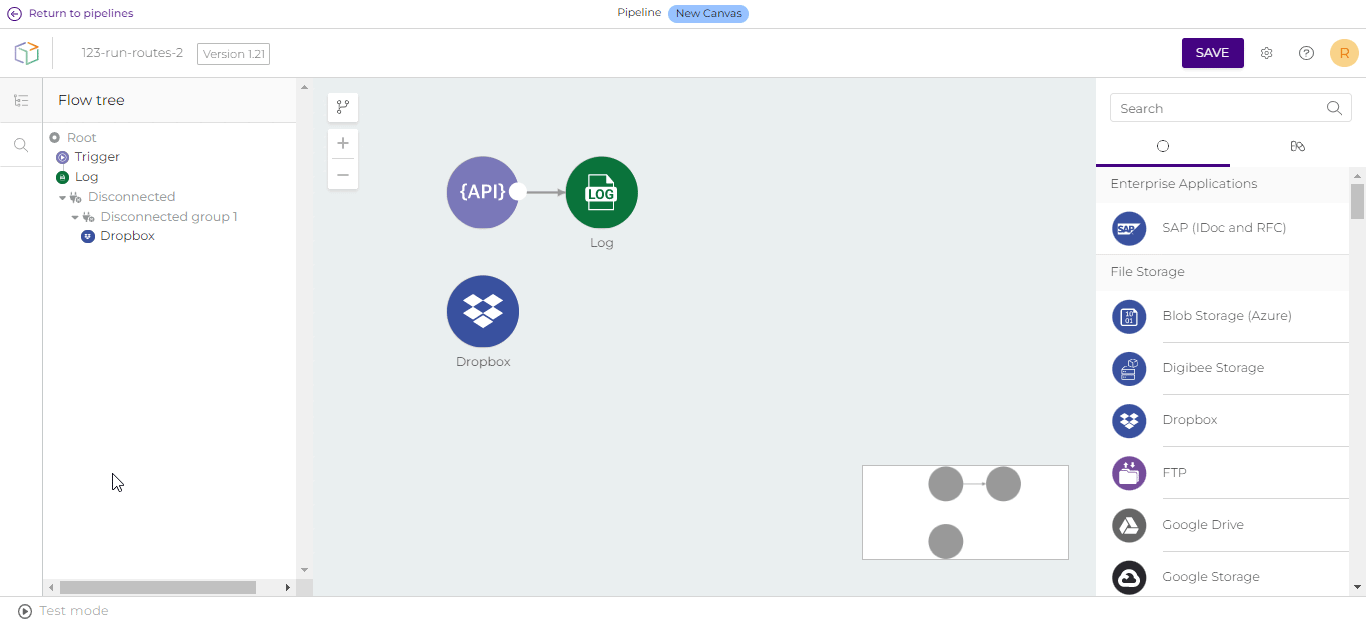 Return to pipelines
Pipeline New Canvas
123-run-routes-2 Version 1.21
SAVE
R
Flow tree
Root
Trigger
Log
Disconnected
Disconnected group 1
Dropbox
{API}
LOG
Log
Dropbox
Search
Enterprise Applications
SAP
SAP (IDoc and RFC)
File Storage
10
01
Blob Storage (Azure)
Digibee Storage
Dropbox
FTP
Google Drive
Google Storage
Test mode